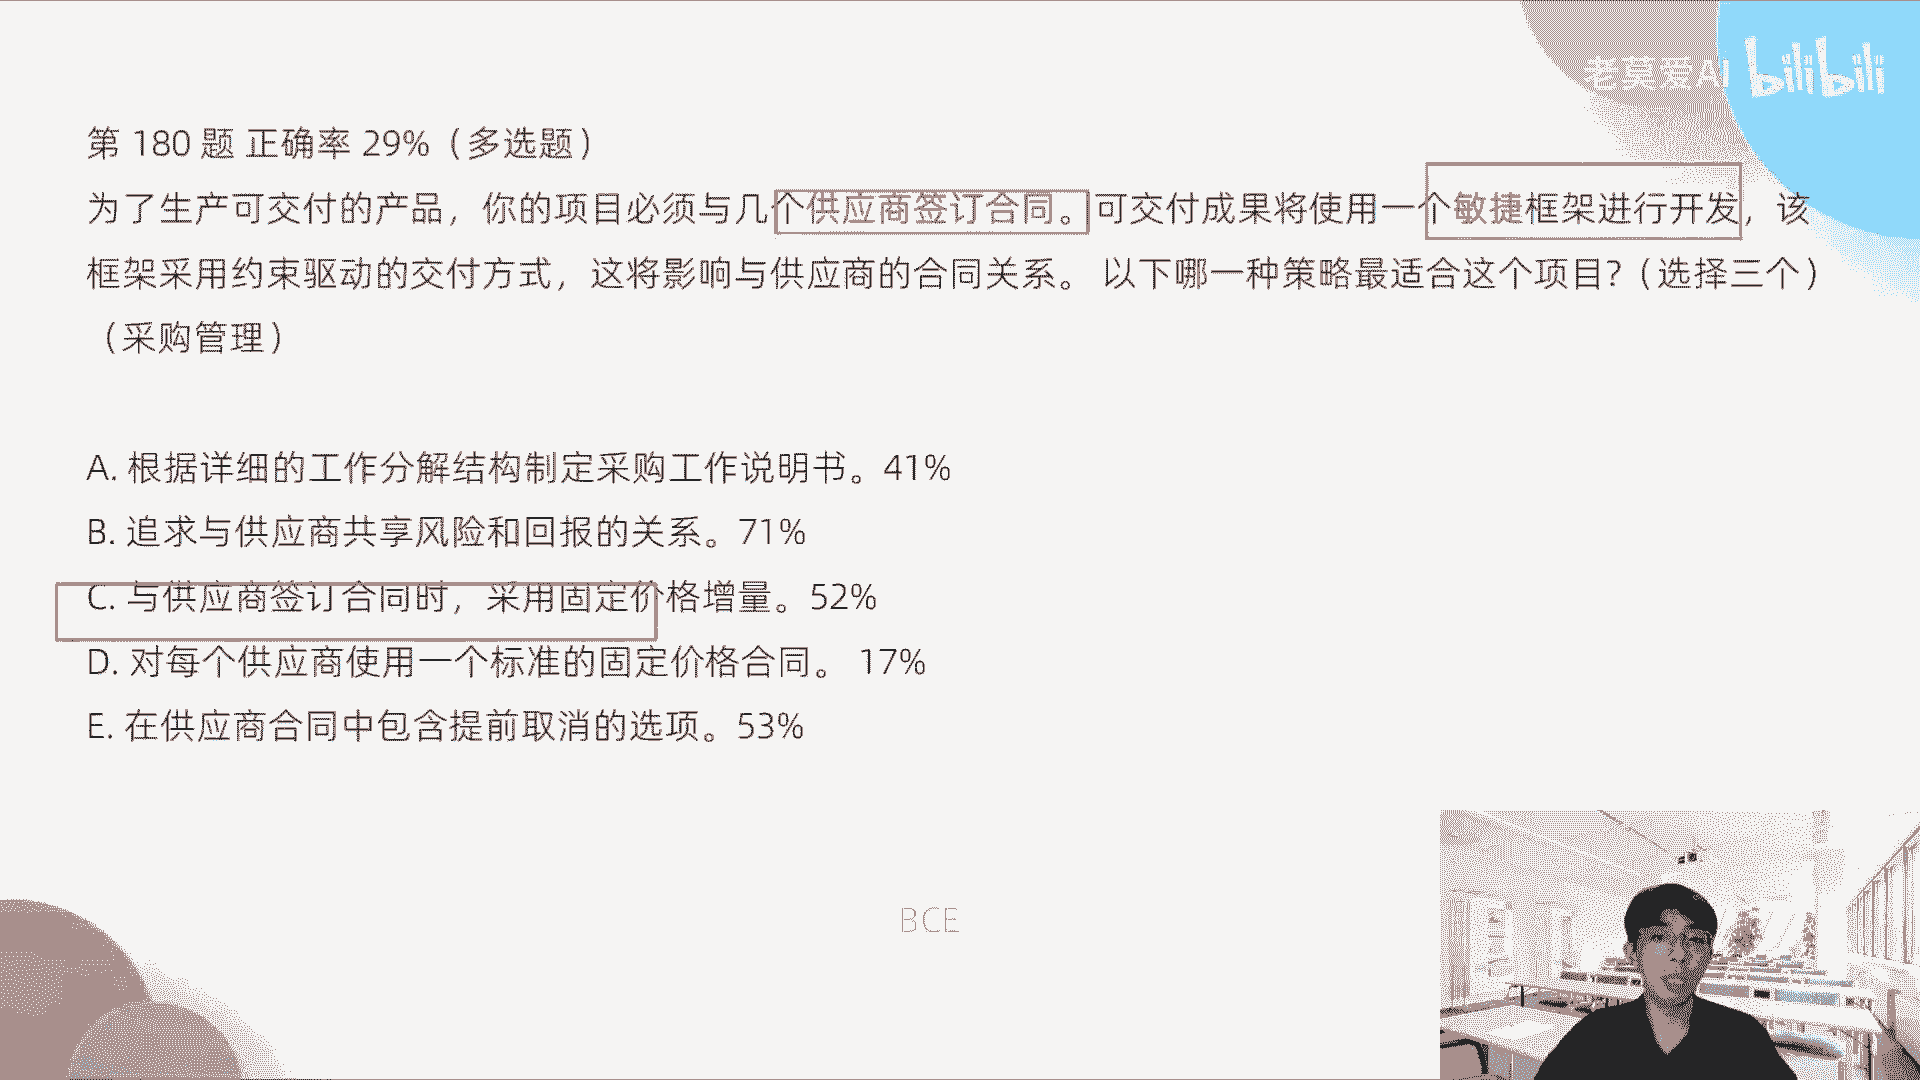 老莫爱AI bilibili
第 180 题 正确率 29%（多选题）
为了生产可交付的产品，你的项目必须与几个供应商签订合同。可交付成果将使用一个敏捷框架进行开发，该
框架采用约束驱动的交付方式，这将影响与供应商的合同关系。 以下哪一种策略最适合这个项目?（选择三个）
（采购管理）
A. 根据详细的工作分解结构制定采购工作说明书。41%
B. 追求与供应商共享风险和回报的关系。71%
C. 与供应商签订合同时，采用固定价格增量。52%
D. 对每个供应商使用一个标准的固定价格合同。 17%
E. 在供应商合同中包含提前取消的选项。53%
BCE